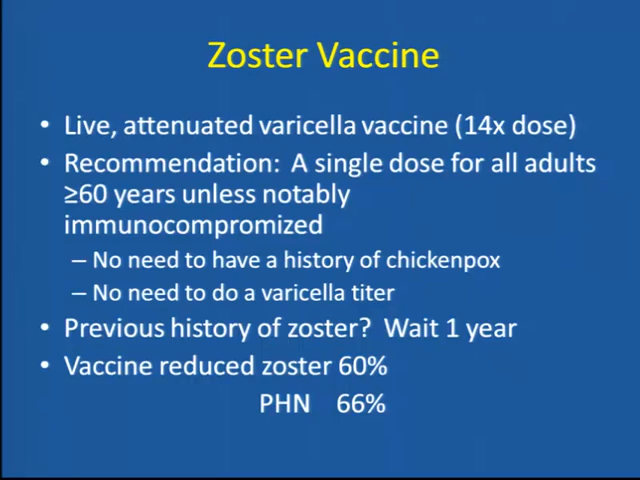 Zoster Vaccine
• Live, attenuated varicella vaccine (14x dose)
• Recommendation: A single dose for all adults
≥60 years unless notably
immunocompromized
– No need to have a history of chickenpox
– No need to do a varicella titer
• Previous history of zoster? Wait 1 year
• Vaccine reduced zoster 60%
PHN 66%